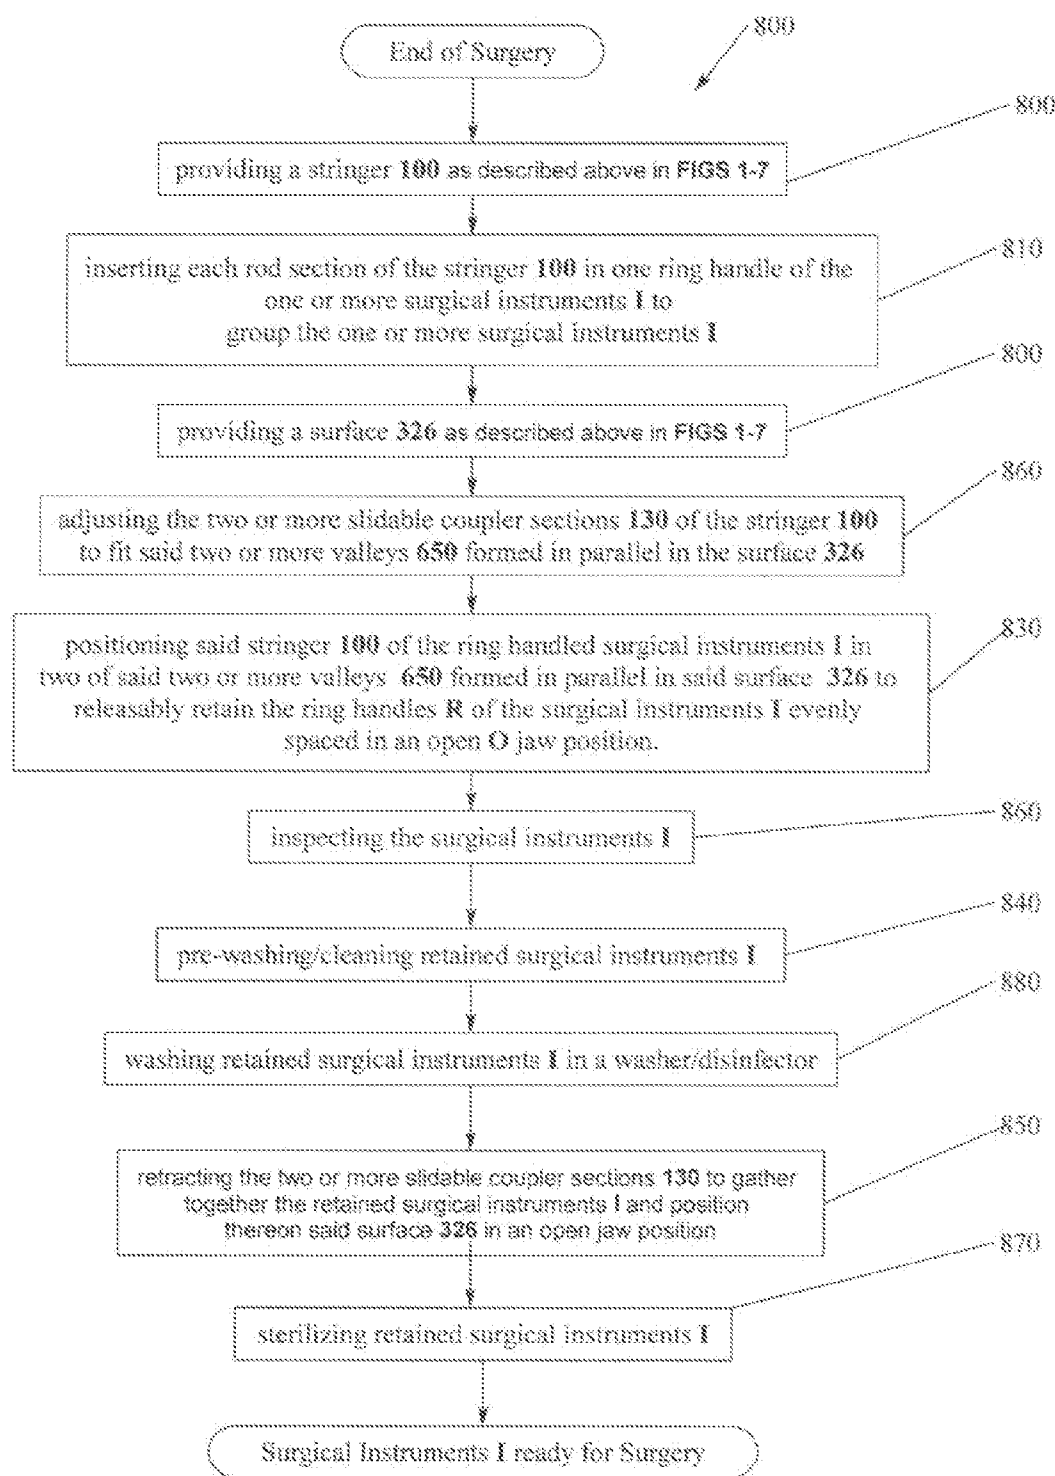 End of Surgery
800
800
providing a stringer 100 as described above in FIGS 1-7
810
inserting each rod section of the stringer 100 in one ring handle of the
one or more surgical instruments I to
group the one or more surgical instruments I
800
providing a surface 326 as described above in FIGS 1-7
860
adjusting the two or more slidable coupler sections 130 of the stringer 100
to fit said two or more valleys 650 formed in parallel in the surface 326
830
positioning said stringer 100 of the ring handled surgical instruments I in
two of said two or more valleys 650 formed in parallel in said surface 326 to
releasably retain the ring handles R of the surgical instruments I evenly
spaced in an open O jaw position.
860
inspecting the surgical instruments I
840
pre-washing/cleaning retained surgical instruments I
880
washing retained surgical instruments I in a washer/disinfector
850
retracting the two or more slidable coupler sections 130 to gather
together the retained surgical instruments I and position
thereon said surface 326 in an open jaw position
870
sterilizing retained surgical instruments I
Surgical Instruments I ready for Surgery